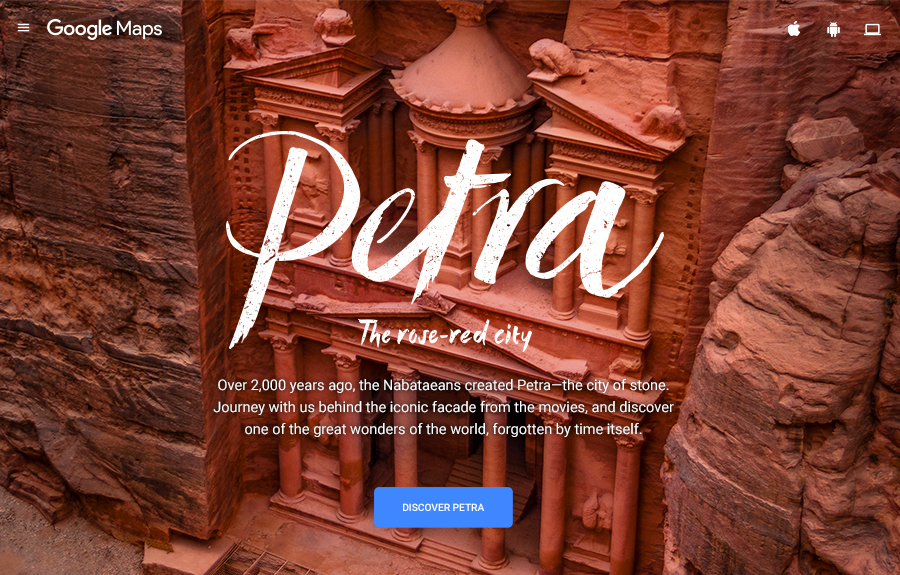 Google Maps
Petra
The rose-red city
Over 2,000 years ago, the Nabataeans created Petra—the city of stone.
Journey with us behind the iconic facade from the movies, and discover
one of the great wonders of the world, forgotten by time itself.
DISCOVER PETRA